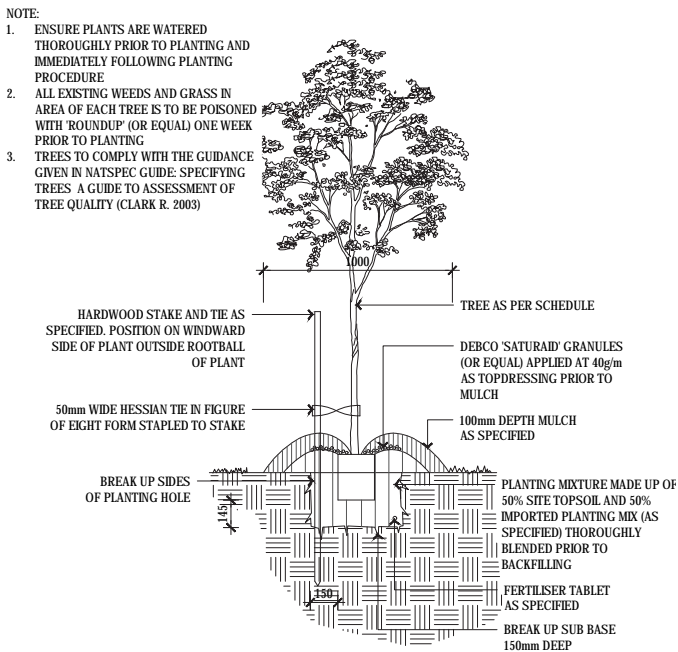 NOTE:
1. ENSURE PLANTS ARE WATERED
THOROUGHLY PRIOR TO PLANTING AND
IMMEDIATELY FOLLOWING PLANTING
PROCEDURE
2. ALL EXISTING WEEDS AND GRASS IN
AREA OF EACH TREE IS TO BE POISONED
WITH 'ROUNDUP' (OR EQUAL) ONE WEEK
PRIOR TO PLANTING
3. TREES TO COMPLY WITH THE GUIDANCE
GIVEN IN NATSPEC GUIDE: SPECIFYING
TREES A GUIDE TO ASSESSMENT OF
TREE QUALITY (CLARK R. 2003)
1000
HARDWOOD STAKE AND TIE AS
SPECIFIED. POSITION ON WINDWARD
SIDE OF PLANT OUTSIDE ROOTBALL
OF PLANT
50mm WIDE HESSIAN TIE IN FIGURE
OF EIGHT FORM STAPLED TO STAKE
BREAK UP SIDES
OF PLANTING HOLE
145
150
TREE AS PER SCHEDULE
DEBCO 'SATURAID' GRANULES
(OR EQUAL) APPLIED AT 40g/m
AS TOPDRESSING PRIOR TO
MULCH
100mm DEPTH MULCH
AS SPECIFIED
PLANTING MIXTURE MADE UP OF
50% SITE TOPSOIL AND 50%
IMPORTED PLANTING MIX (AS
SPECIFIED) THOROUGHLY
BLENDED PRIOR TO
BACKFILLING
FERTILISER TABLET
AS SPECIFIED
BREAK UP SUB BASE
150mm DEEP